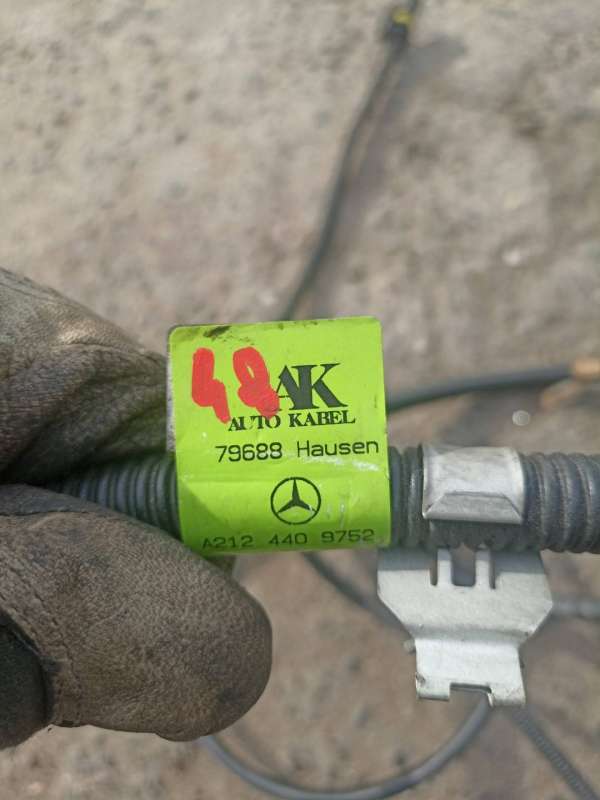 48
AK
AUTO KABEL
79688 Hausen
A212 440 9752